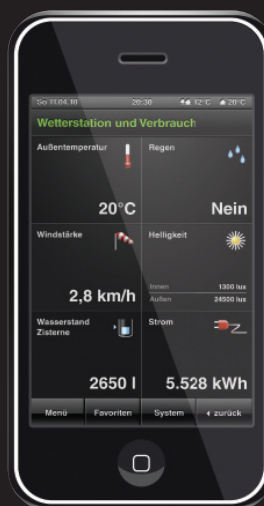 So 11.04.10 20:30 12°C 20°C
Wetterstation und Verbrauch
Außentemperatur
20°C
Regen
Nein
Windstärke
2,8 km/h
Helligkeit
Innen 1300 lux
Außen 24500 lux
Wasserstand
Zisterne
2650 l
Strom
5.528 kWh
Menü Favoriten System zurück